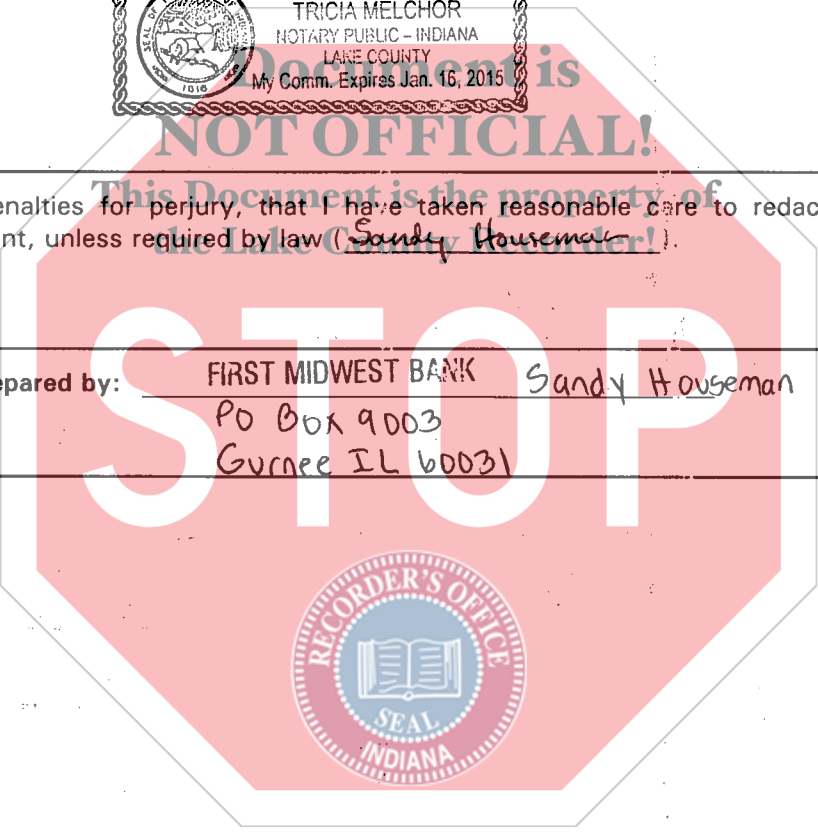 TRICIA MELCHOR
NOTARY PUBLIC – INDIANA
LAKE COUNTY
My Comm. Expires Jan. 16, 2015
SEAL
Document is
NOT OFFICIAL!
This Document is the property of
the Lake County Recorder!
enalties for perjury, that I have taken reasonable care to redac
nt, unless required by law ( Sandy Houseman ).
STOP
epared by: FIRST MIDWEST BANK Sandy Houseman
PO Box 9003
Gurnee IL 60031
RECORDER'S OFFICE
SEAL
INDIANA